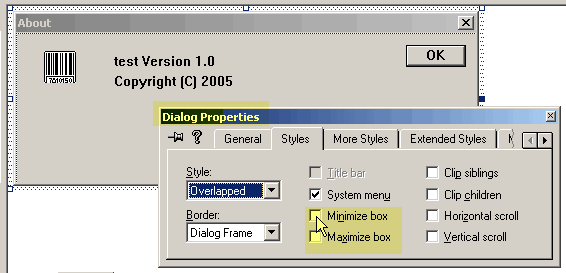 About
test Version 1.0
Copyright (C) 2005
OK
Dialog Properties
General Styles More Styles Extended Styles
Style:
Overlapped
Border:
Dialog Frame
Title bar
System menu
Minimize box
Maximize box
Clip siblings
Clip children
Horizontal scroll
Vertical scroll